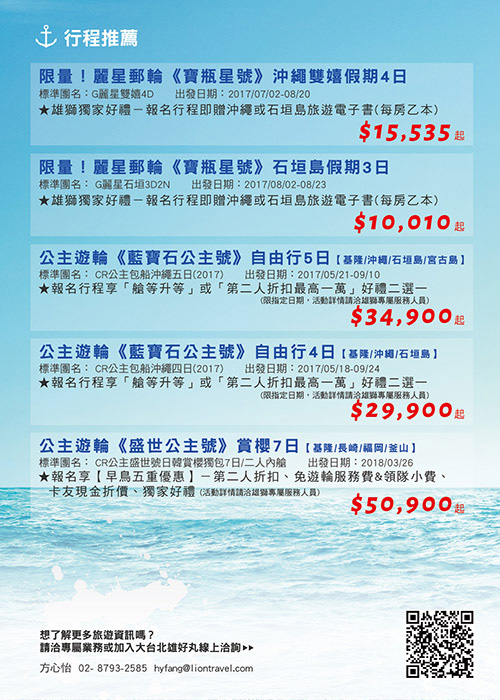 行程推薦
限量！麗星郵輪《寶瓶星號》沖繩雙嬉假期4日
標準團名：G麗星雙嬉4D 出發日期：2017/07/02-08/20
★雄獅獨家好禮－報名行程即贈沖繩或石垣島旅遊電子書(每房乙本)
$15,535起
限量！麗星郵輪《寶瓶星號》石垣島假期3日
標準團名： G麗星石垣3D2N 出發日期：2017/08/02-08/23
★雄獅獨家好禮－報名行程即贈沖繩或石垣島旅遊電子書(每房乙本)
$10,010起
公主遊輪《藍寶石公主號》自由行5日【基隆/沖繩/石垣島/宮古島】
標準團名： CR公主包船沖繩五日(2017) 出發日期：2017/05/21-09/10
★報名行程享「艙等升等」或「第二人折扣最高一萬」好禮二選一
(限指定日期，活動詳情請洽雄獅專屬服務人員)
$34,900起
公主遊輪《藍寶石公主號》自由行4日【基隆/沖繩/石垣島】
標準團名： CR公主包船沖繩四日(2017) 出發日期：2017/05/18-09/24
★報名行程享「艙等升等」或「第二人折扣最高一萬」好禮二選一
(限指定日期，活動詳情請洽雄獅專屬服務人員)
$29,900起
公主遊輪《盛世公主號》賞櫻7日【基隆/長崎/福岡/釜山】
標準團名： CR公主盛世號日韓賞櫻獨包7日/二人內艙 出發日期：2018/03/26
★報名享【早鳥五重優惠】－第二人折扣、免遊輪服務費&領隊小費、
卡友現金折價、獨家好禮 (活動詳情請洽雄獅專屬服務人員)
$50,900起
想了解更多旅遊資訊嗎？
請洽專屬業務或加入大台北雄好丸線上洽詢▶▶
方心怡 02- 8793-2585 hyfang@liontravel.com